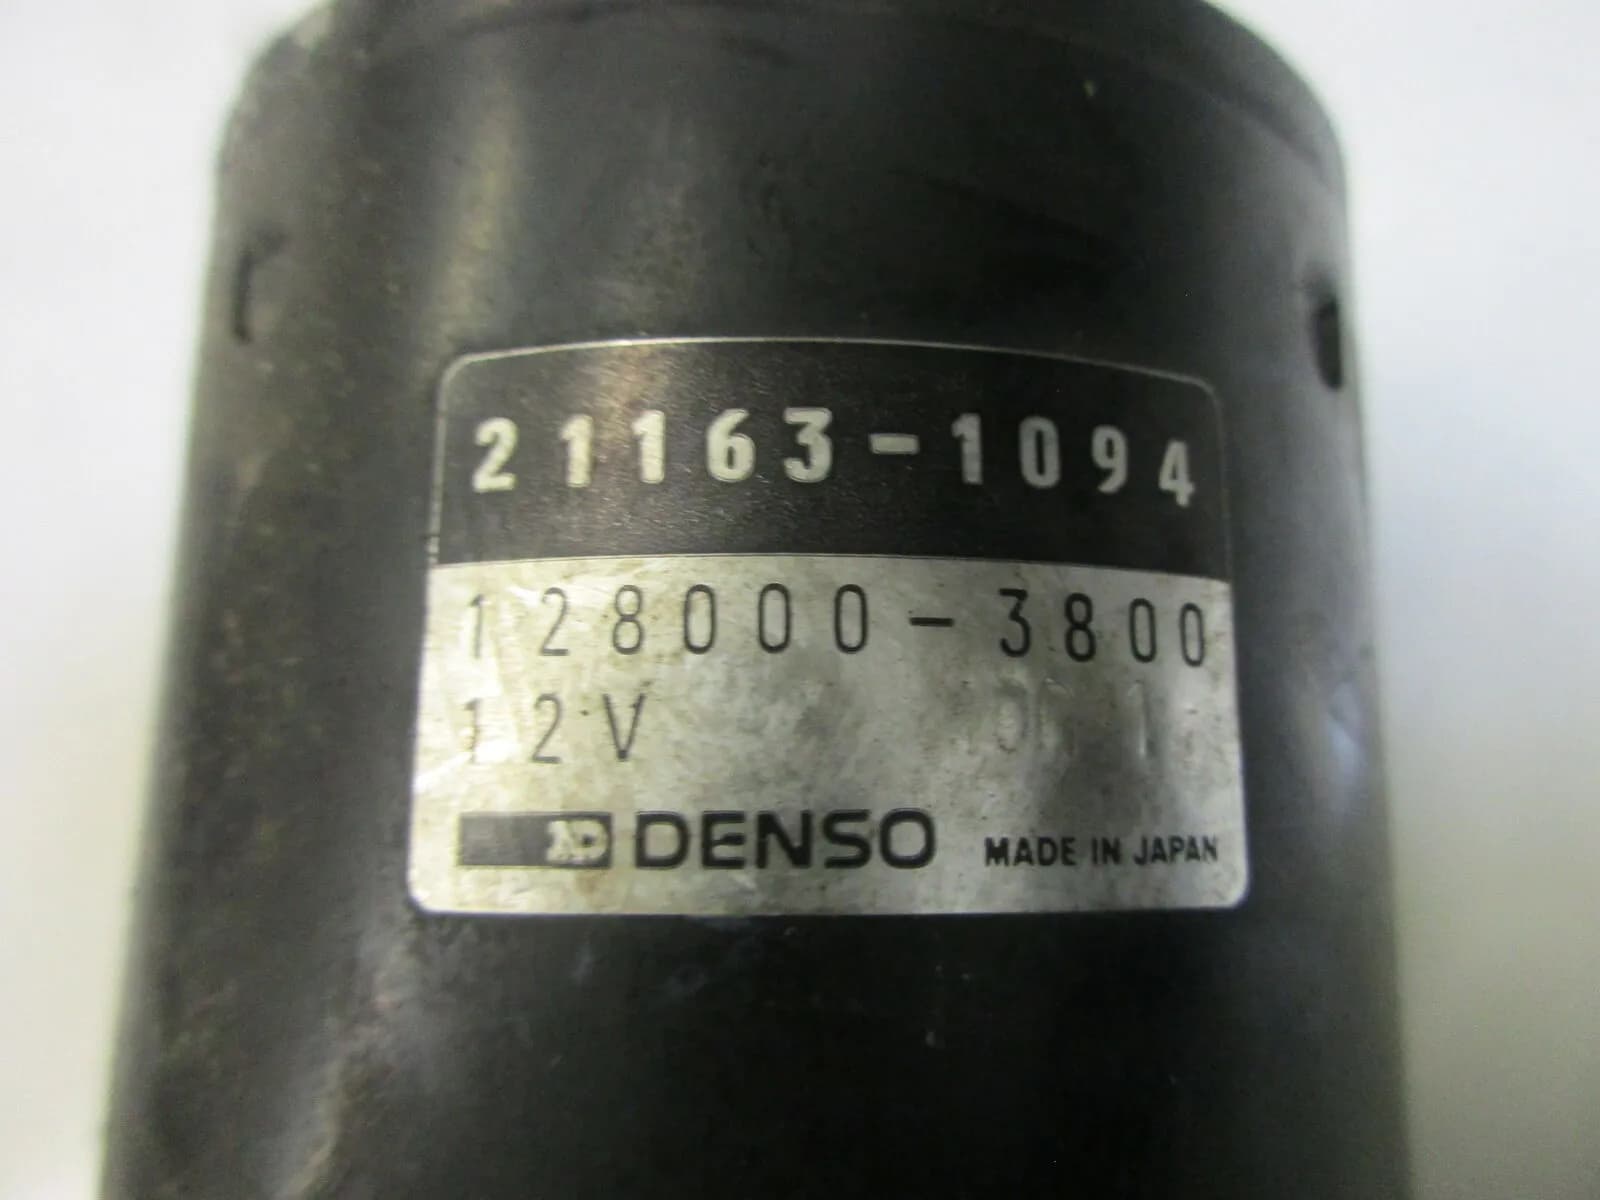 21163-1094
128000-3800
12V
DENSO MADE IN JAPAN